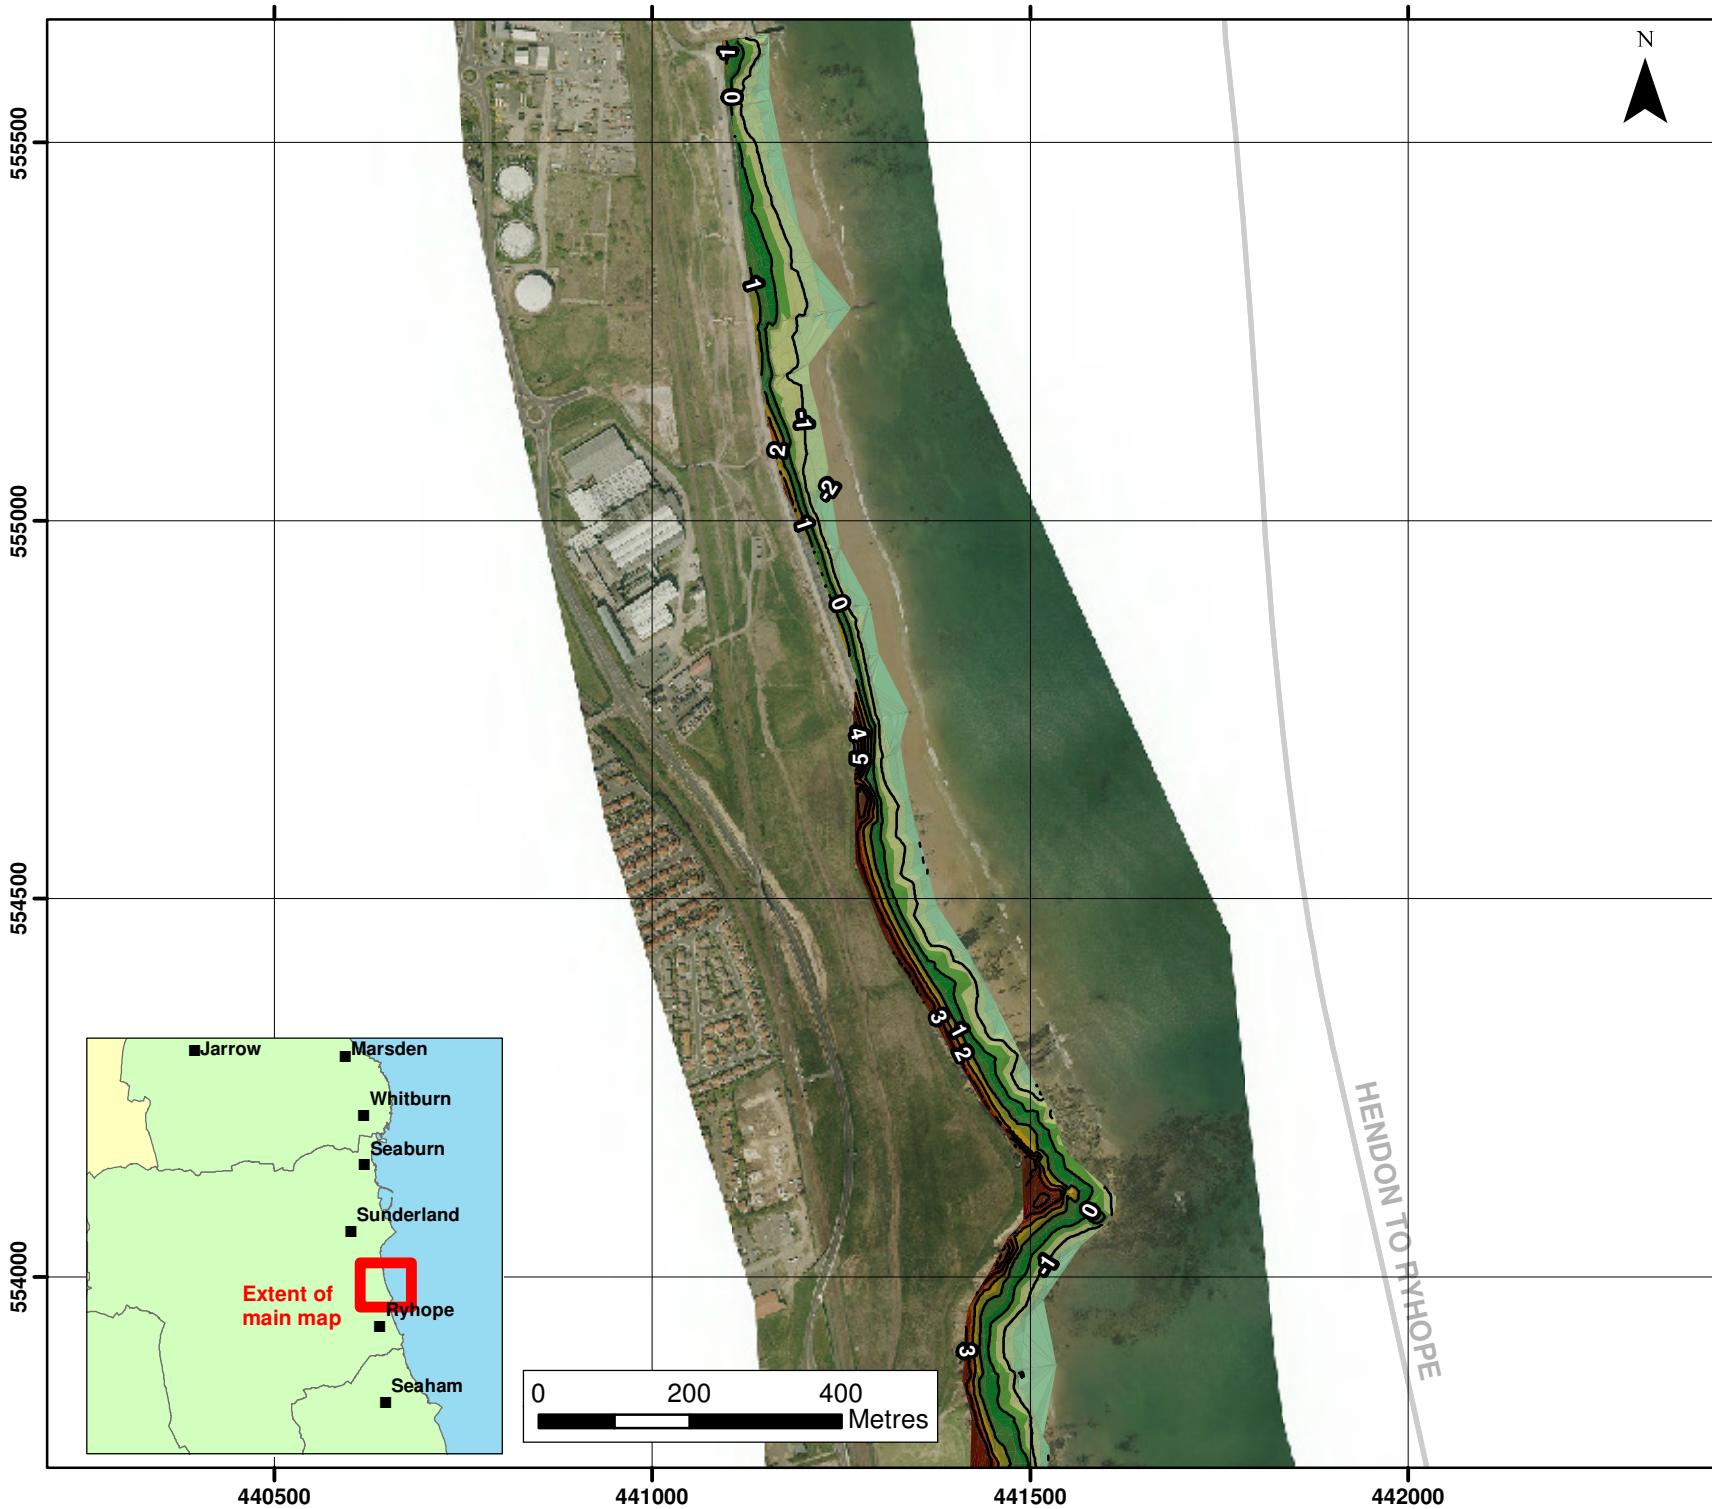 N
1
0
555500
1
-1
2
-2
555000
1
0
4
5
554500
3
1
2
0
-1
554000
3
HENDON TO RYHOPE
Jarrow
Marsden
Whitburn
Seaburn
Sunderland
Extent of
main map
Ryhope
Seaham
0 200 400
Metres
440500 441000 441500 442000